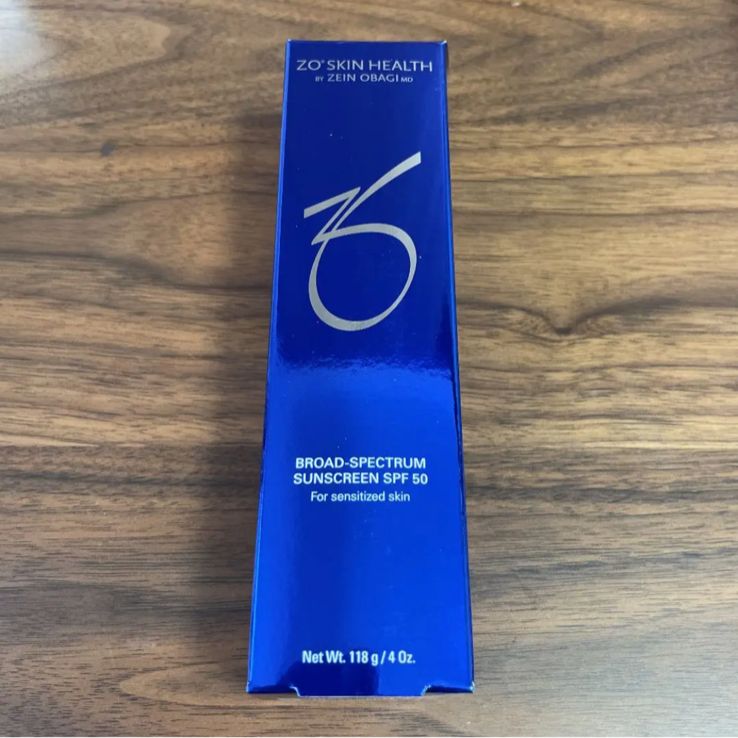 ZO® SKIN HEALTH
BY ZEIN OBAGI MD
ZO
BROAD-SPECTRUM
SUNSCREEN SPF 50
For sensitized skin
Net Wt. 118 g / 4 Oz.